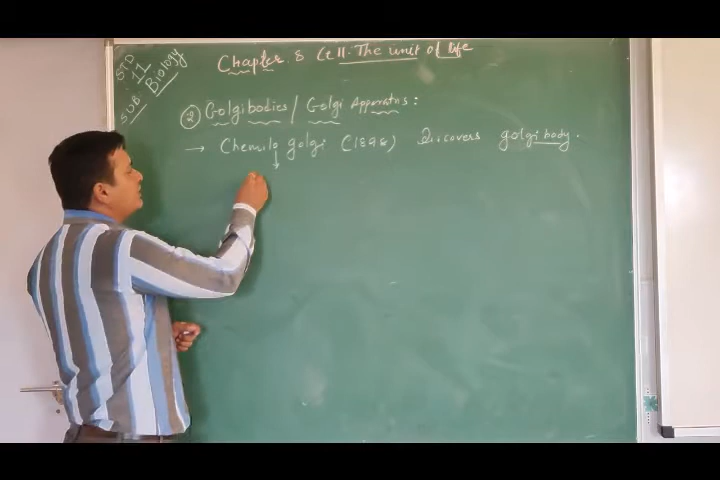 STD 11
SUB: Biology
Chapter 8 Cell: The unit of life
② Golgibodies / Golgi Apparatus :
→ Chemilo golgi (1898) Discovers golgi body.